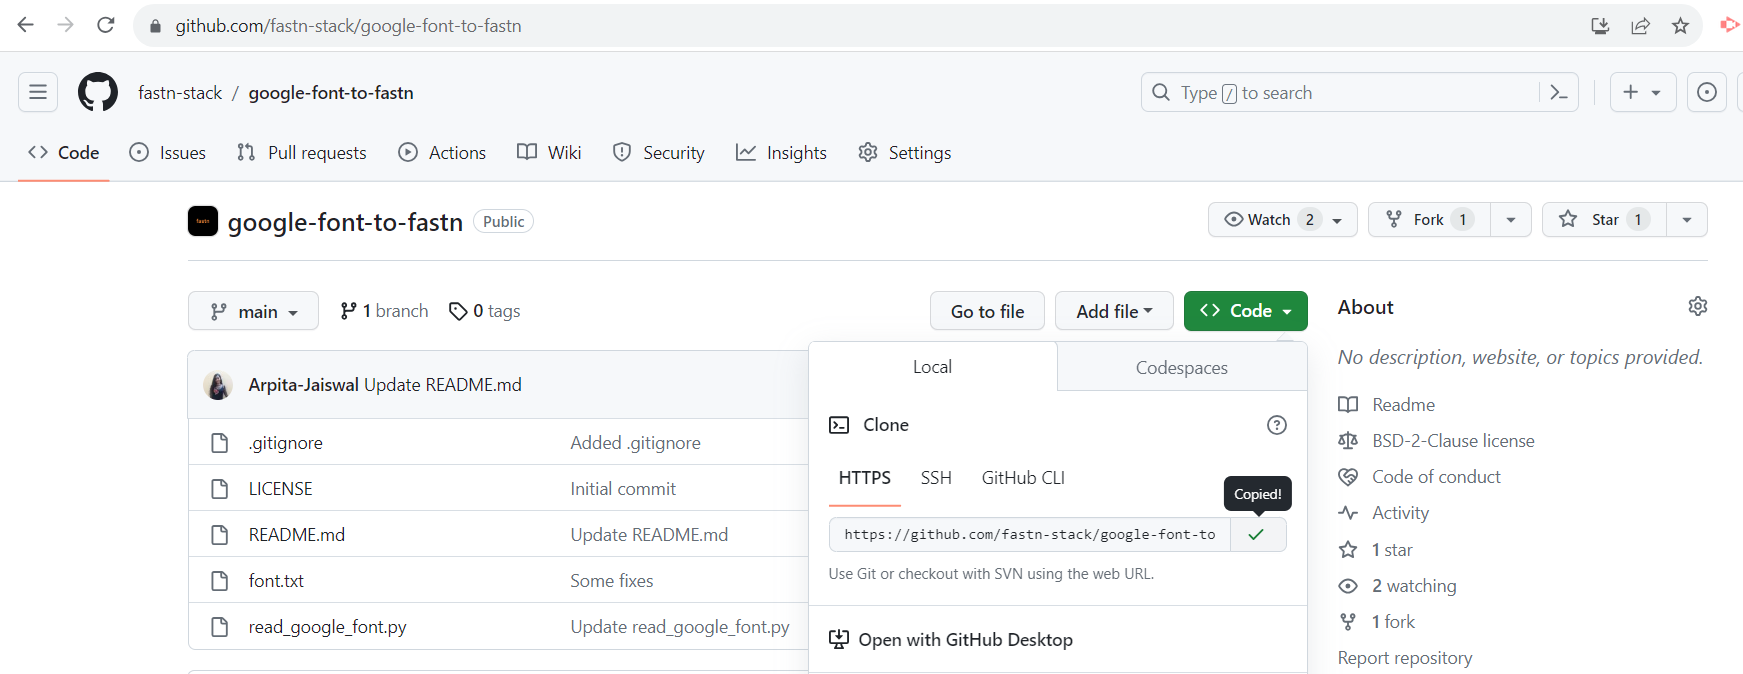 github.com/fastn-stack/google-font-to-fastn
fastn-stack / google-font-to-fastn
Type / to search
Code Issues Pull requests Actions Wiki Security Insights Settings
fastn google-font-to-fastn Public
Watch 2 Fork 1 Star 1
main 1 branch 0 tags Go to file Add file Code
About
No description, website, or topics provided.
Readme
BSD-2-Clause license
Code of conduct
Activity
1 star
2 watching
1 fork
Report repository
Arpita-Jaiswal Update README.md
.gitignore Added .gitignore
LICENSE Initial commit
README.md Update README.md
font.txt Some fixes
read_google_font.py Update read_google_font.py
Local Codespaces
Clone
HTTPS SSH GitHub CLI
Copied!
https://github.com/fastn-stack/google-font-to
Use Git or checkout with SVN using the web URL.
Open with GitHub Desktop